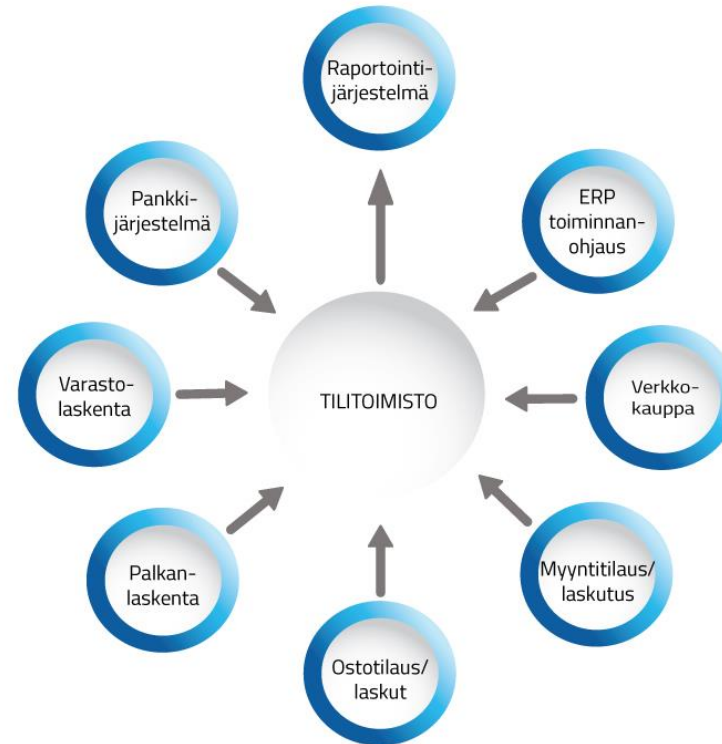 Raportointi-
järjestelmä
Pankki-
järjestelmä
ERP
toiminnan-
ohjaus
Varasto-
laskenta
TILITOIMISTO
Verkko-
kauppa
Palkan-
laskenta
Myyntitilaus/
laskutus
Ostotilaus/
laskut